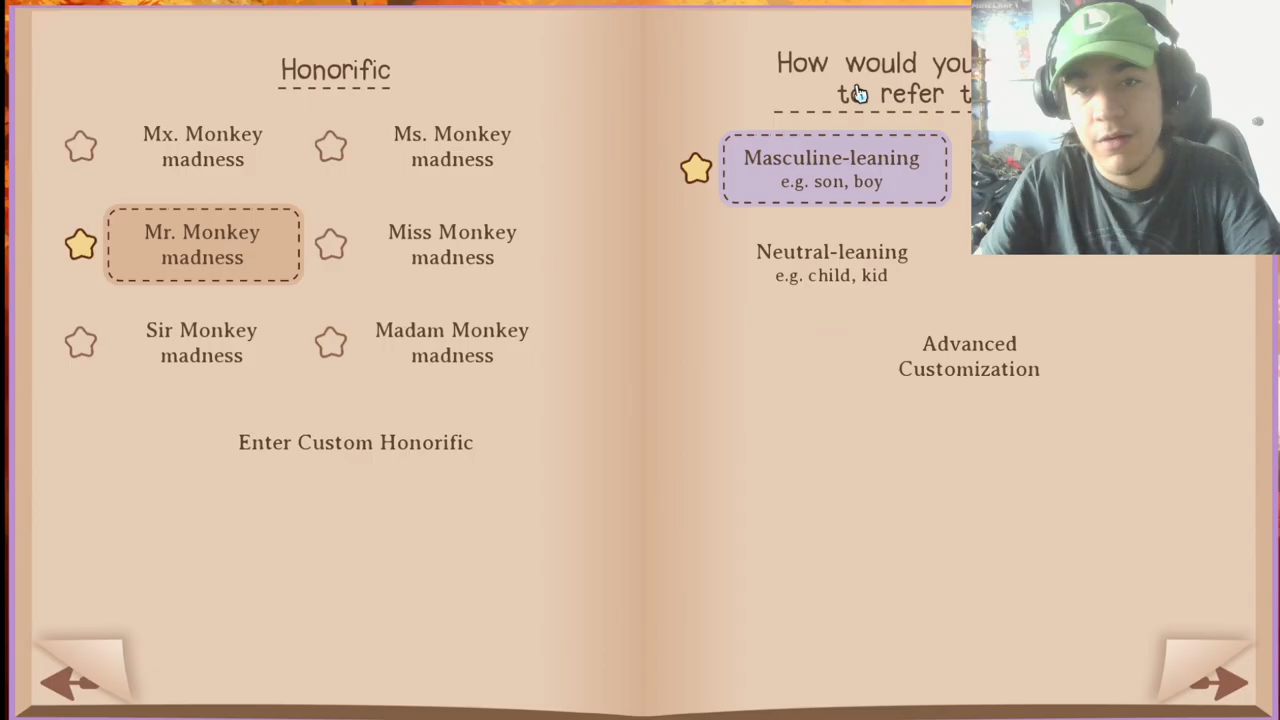 Honorific
Mx. Monkey
madness
Ms. Monkey
madness
Mr. Monkey
madness
Miss Monkey
madness
Sir Monkey
madness
Madam Monkey
madness
Enter Custom Honorific
How would you
to refer t
Masculine-leaning
e.g. son, boy
Neutral-leaning
e.g. child, kid
Advanced
Customization
L